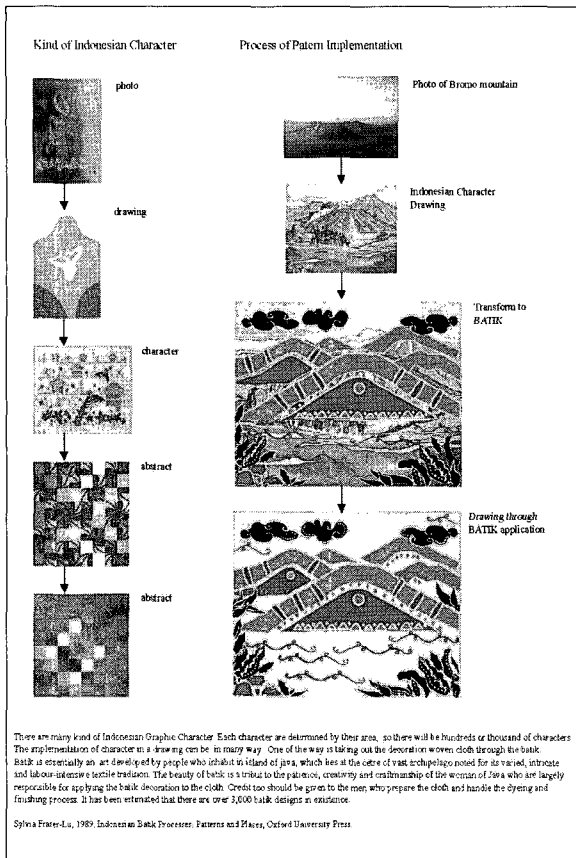 Kind of Indonesian Character
Process of Patern Implementation
photo
drawing
character
abstract
abstract
Photo of Bromo mountain
Indonesian Character
Drawing
Transform to
BATIK
Drawing through
BATIK application
There are many kind of Indonesian Graphic Character. Each character are determined by their area, so there will be hundreds or thousand of characters.
The implementation of character in a drawing can be in many way. One of the way is taking out the decoration woven cloth through the batik.
Batik is essentially an art developed by people who inhabit in island of java, which lies at the cetre of vast archipelago noted for its varied, intricate
and labour-intensive textile tradition. The beauty of batik is a tribut to the patience, creativity and craftmanship of the woman of Java who are largely
responsible for applying the batik decoration to the cloth. Credit too should be given to the men, who prepare the cloth and handle the dyeing and
finishing process. It has been estimated that there are over 3,000 batik designs in existence.
Sylvia Frater-Lu, 1989, Indonesian Batik Processes, Patterns and Places, Oxford University Press